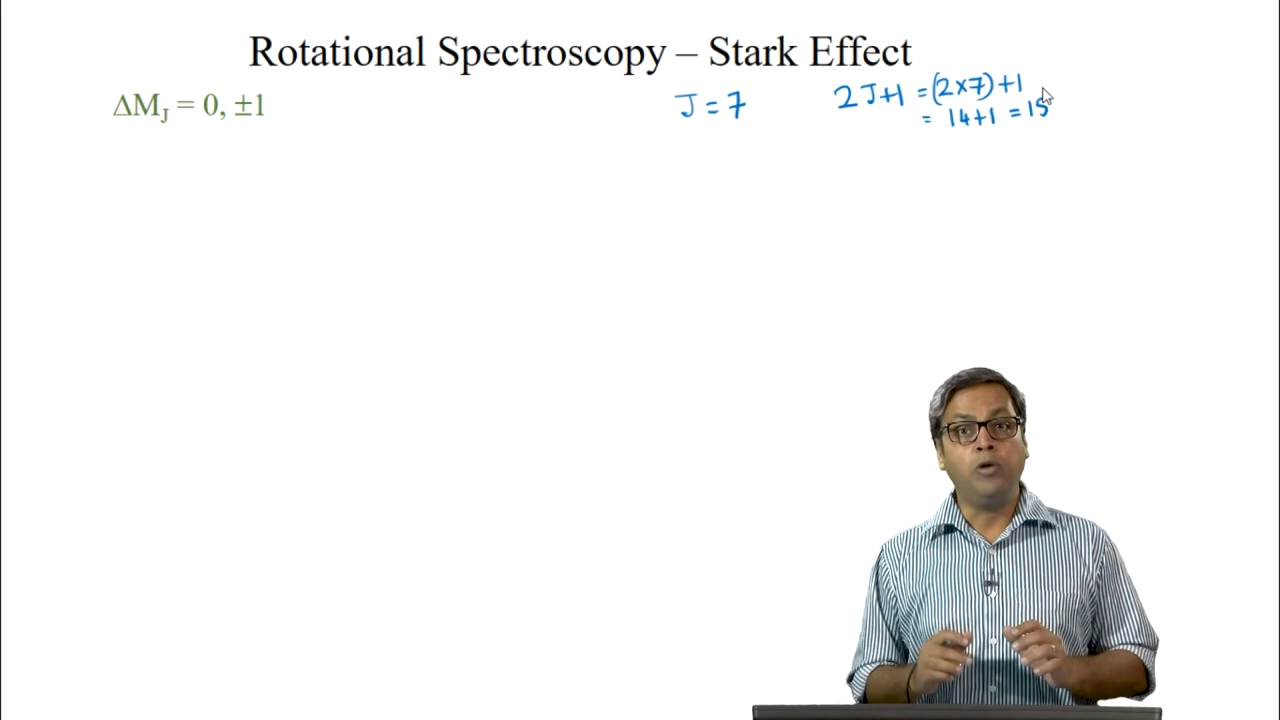 Rotational Spectroscopy – Stark Effect
ΔM_J = 0, ±1
J = 7
2J+1 = (2×7)+1
= 14+1 = 15